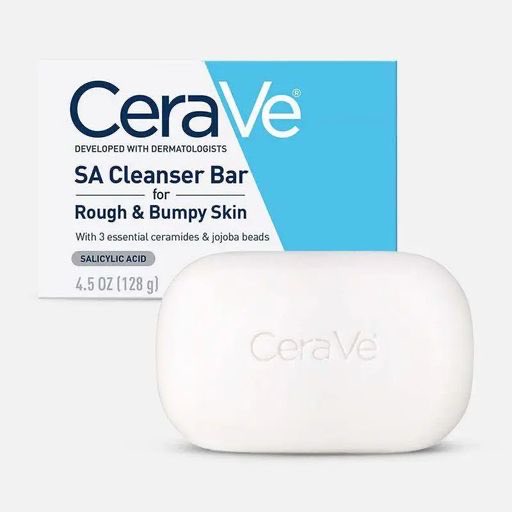 CeraVe®
DEVELOPED WITH DERMATOLOGISTS
SA Cleanser Bar
for
Rough & Bumpy Skin
With 3 essential ceramides & jojoba beads
SALICYLIC ACID
4.5 OZ (128 g)
CeraVe